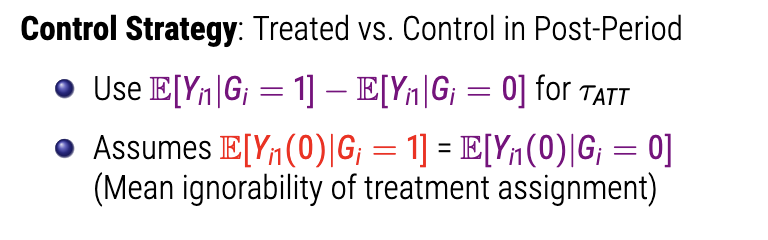 Control Strategy: Treated vs. Control in Post-Period
Use 𝔼[Y_{i1}|G_i = 1] − 𝔼[Y_{i1}|G_i = 0] for τ_{ATT}
Assumes 𝔼[Y_{i1}(0)|G_i = 1] = 𝔼[Y_{i1}(0)|G_i = 0]
(Mean ignorability of treatment assignment)